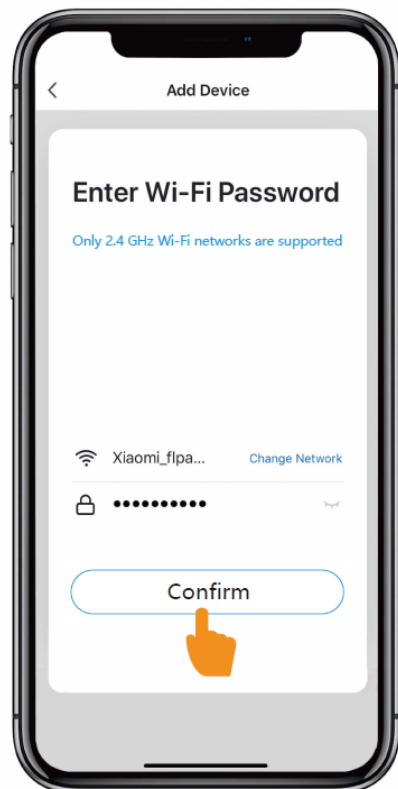 Add Device
Enter Wi-Fi Password
Only 2.4 GHz Wi-Fi networks are supported
Xiaomi_flpa... Change Network
••••••••••
Confirm